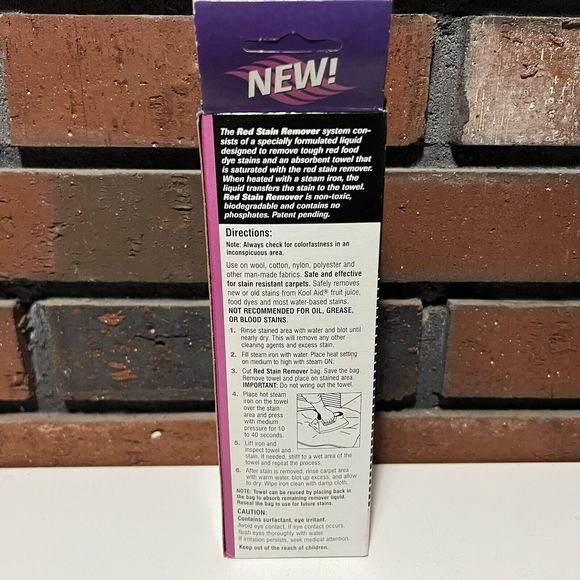 NEW!
The Red Stain Remover system con-
sists of a specially formulated liquid
designed to remove tough red food
dye stains and an absorbent towel that
is saturated with the red stain remover.
When heated with a steam iron, the
liquid transfers the stain to the towel.
Red Stain Remover is non-toxic,
biodegradable and contains no
phosphates. Patent pending.
Directions:
Note: Always check for colorfastness in an
inconspicuous area.
Use on wool, cotton, nylon, polyester and
other man-made fabrics. Safe and effective
for stain resistant carpets. Safely removes
new or old stains from Kool Aid® fruit juice,
food dyes and most water-based stains.
NOT RECOMMENDED FOR OIL, GREASE,
OR BLOOD STAINS.
1. Rinse stained area with water and blot until
nearly dry. This will remove any other
cleaning agents and excess stain.
2. Fill steam iron with water. Place heat setting
on medium to high with steam ON.
3. Cut Red Stain Remover bag. Save the bag.
Remove towel and place on stained area.
IMPORTANT: Do not wring out the towel.
4. Place hot steam
iron on the towel
over the stain
area and press
with medium
pressure for 10
to 40 seconds.
5. Lift iron and
inspect towel and
stain. If needed, shift to a wet area of the
towel and repeat the process.
6. After stain is removed, rinse carpet area
with warm water, blot up excess, and allow
to dry. Wipe iron clean with damp cloth.
NOTE: Towel can be reused by placing back in
the bag to absorb remaining remover liquid.
Reseal the bag to use for future stains.
CAUTION:
Contains surfactant, eye irritant.
Avoid eye contact. If eye contact occurs,
flush eyes thoroughly with water.
If irritation persists, seek medical attention.
Keep out of the reach of children.